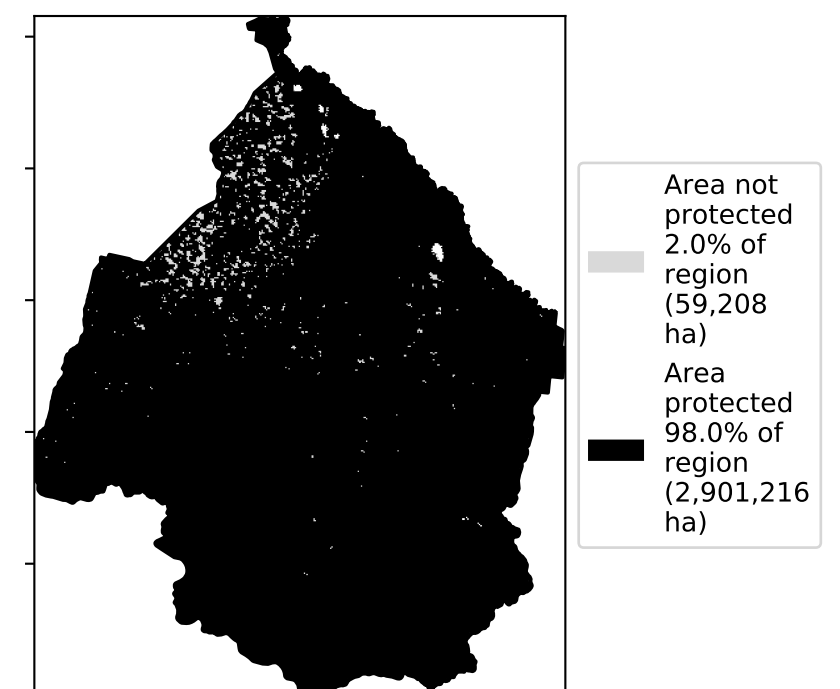 Area not
protected
2.0% of
region
(59,208
ha)
Area
protected
98.0% of
region
(2,901,216
ha)